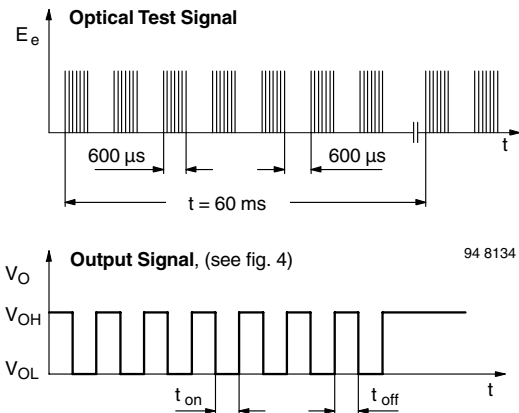 Optical Test Signal
E e
t
600 µs
600 µs
t = 60 ms
Output Signal, (see fig. 4)
94 8134
V O
V OH
V OL
t
t on
t off